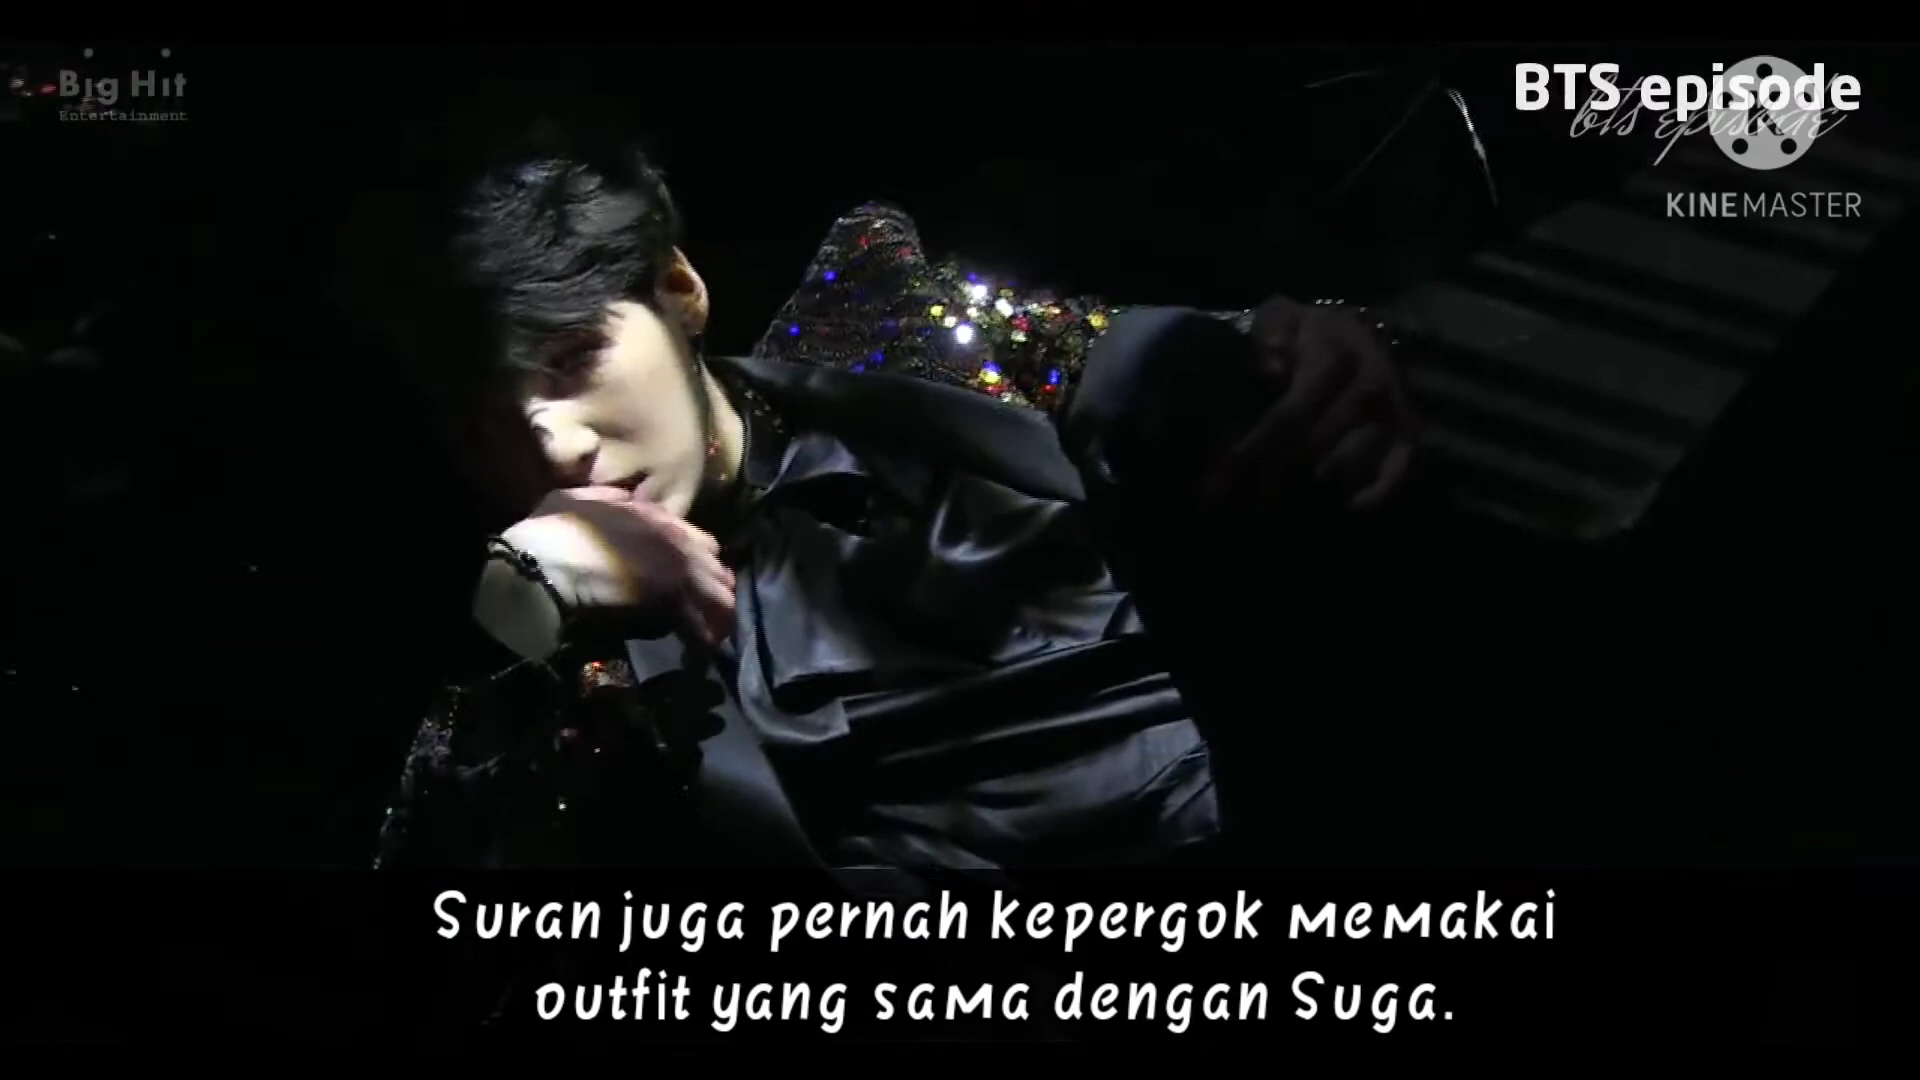 Big Hit
Entertainment
BTS episode
bts episode
KINEMASTER
Suran juga pernah kepergok memakai
outfit yang sama dengan Suga.